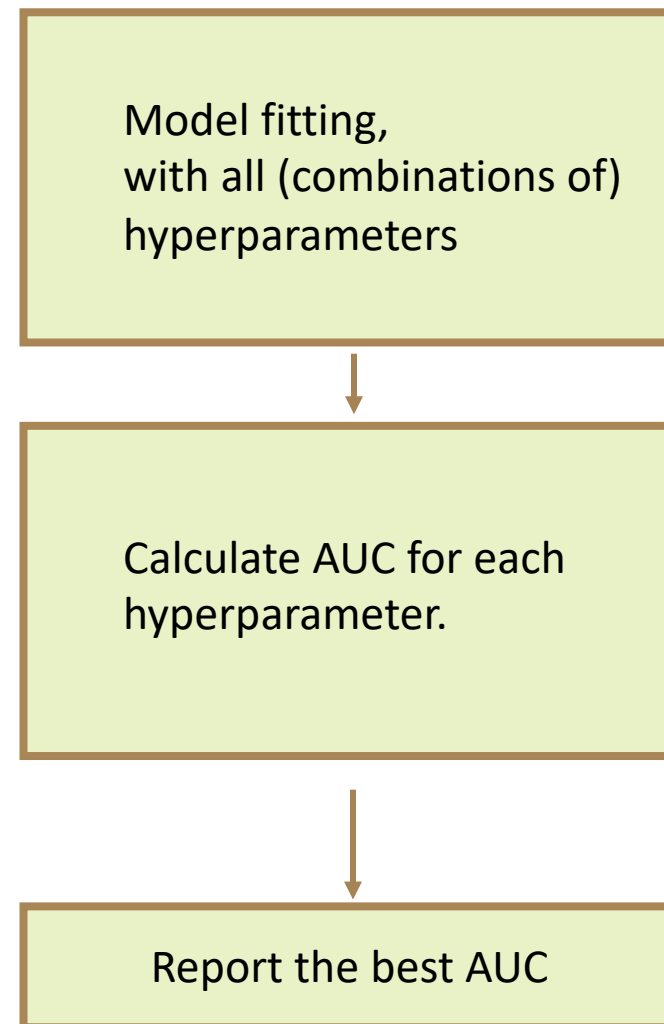 Model fitting,
with all (combinations of)
hyperparameters
Calculate AUC for each
hyperparameter.
Report the best AUC